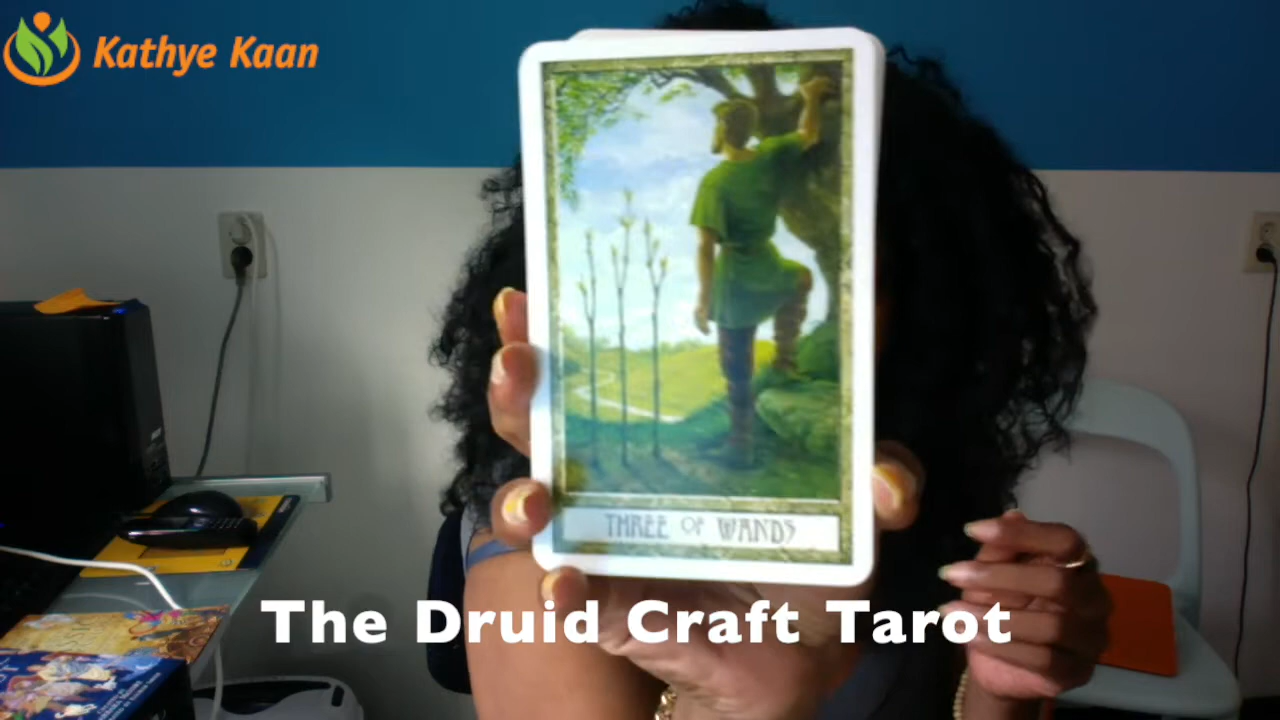 Kathye Kaan
THREE OF WANDS
The Druid Craft Tarot